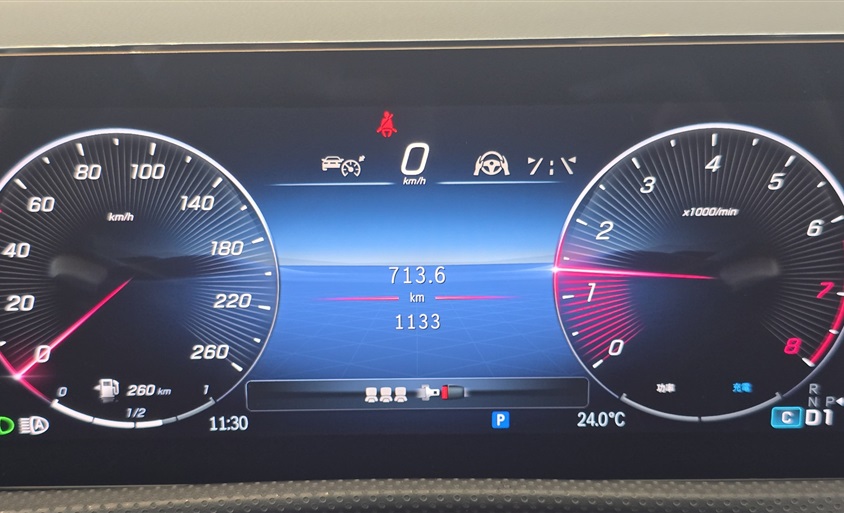 0
km/h
80 100
60 140
km/h
40 180
20 220
0 260
0 260 km 1
1/2
11:30
713.6
km
1133
P
24.0°C
4
3 5
x1000/min
2 6
1 7
0 8
功率 充電
R
N P
C D1
A